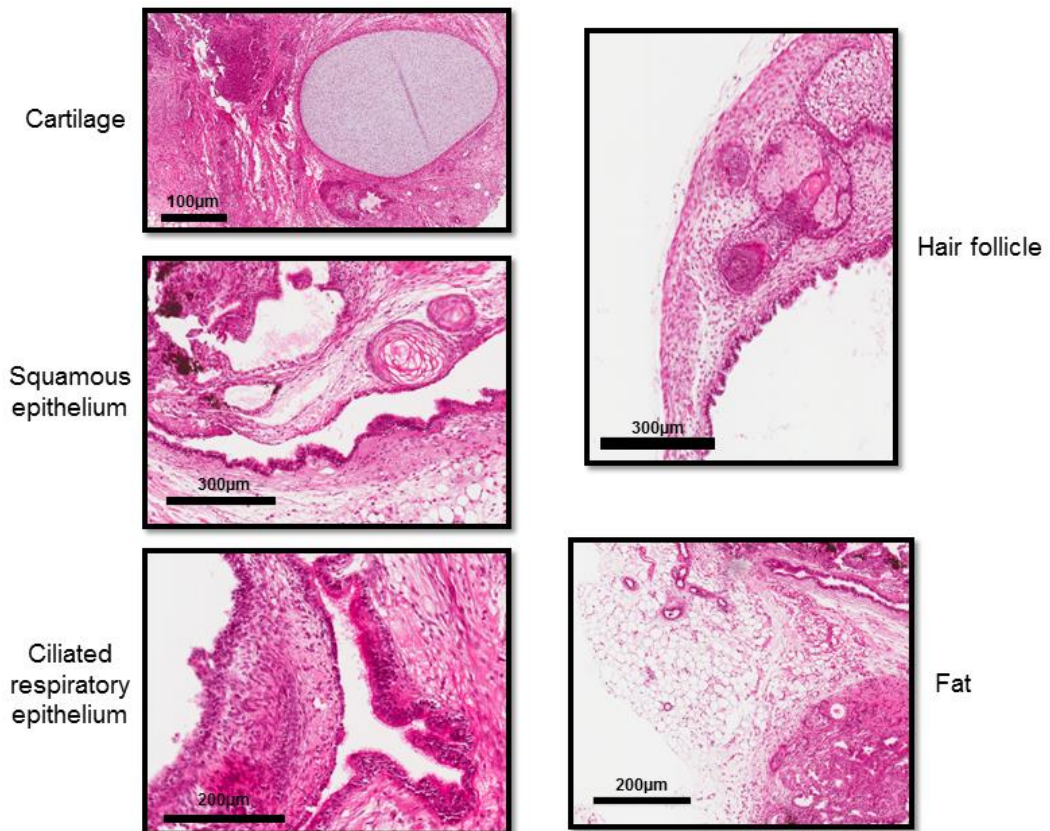 Cartilage
100µm
Squamous
epithelium
300µm
Ciliated
respiratory
epithelium
200µm
Hair follicle
300µm
Fat
200µm